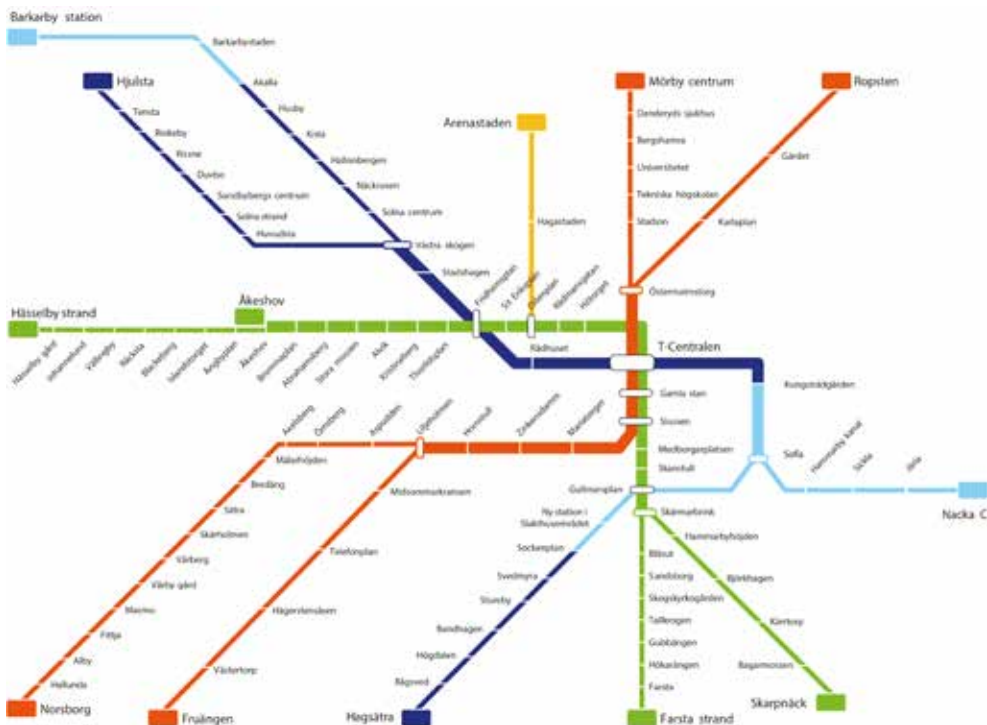 Barkarby station
Barkarbystaden
Hjulsta
Mörby centrum
Ropsten
Akalla
Tensta
Husby
Danderyds sjukhus
Arenastaden
Rinkeby
Kista
Bergshamra
Rissne
Gärdet
Hallonbergen
Universitetet
Duvbo
Näckrosen
Tekniska högskolan
Sundbybergs centrum
Solna centrum
Solna strand
Hagastaden
Stadion
Karlaplan
Västra skogen
Stadshagen
Fridhemsplan
S:t Eriksplan
Odenplan
Rådmansgatan
Hötorget
Östermalmstorg
Åkeshov
Hässelby strand
Hässelby gård
Johannelund
Vällingby
Råcksta
Blackeberg
Islandstorget
Ängbyplan
Åkeshov
Brommaplan
Abrahamsberg
Stora mossen
Alvik
Kristineberg
Thorildsplan
Rådhuset
T-Centralen
Kungsträdgården
Gamla stan
Slussen
Axelsberg
Örnsberg
Aspudden
Liljeholmen
Hornstull
Zinkensdamm
Mariatorget
Medborgarplatsen
Skanstull
Sofia
Hammarby kanal
Sickla
Järla
Mälarhöjden
Bredäng
Midsommarkransen
Gullmarsplan
Nacka C
Sätra
Ny station i
Slakthusområdet
Skärmarbrink
Skärholmen
Hammarbyhöjden
Telefonplan
Sockenplan
Blåsut
Vårberg
Svedmyra
Sandsborg
Björkhagen
Vårby gård
Stureby
Skogskyrkogården
Masmo
Hägerstensåsen
Tallkrogen
Kärrtorp
Fittja
Bandhagen
Gubbängen
Alby
Högdalen
Hökarängen
Bagarmossen
Västertorp
Hallunda
Rågsved
Farsta
Norsborg
Fruängen
Hagsätra
Farsta strand
Skarpnäck